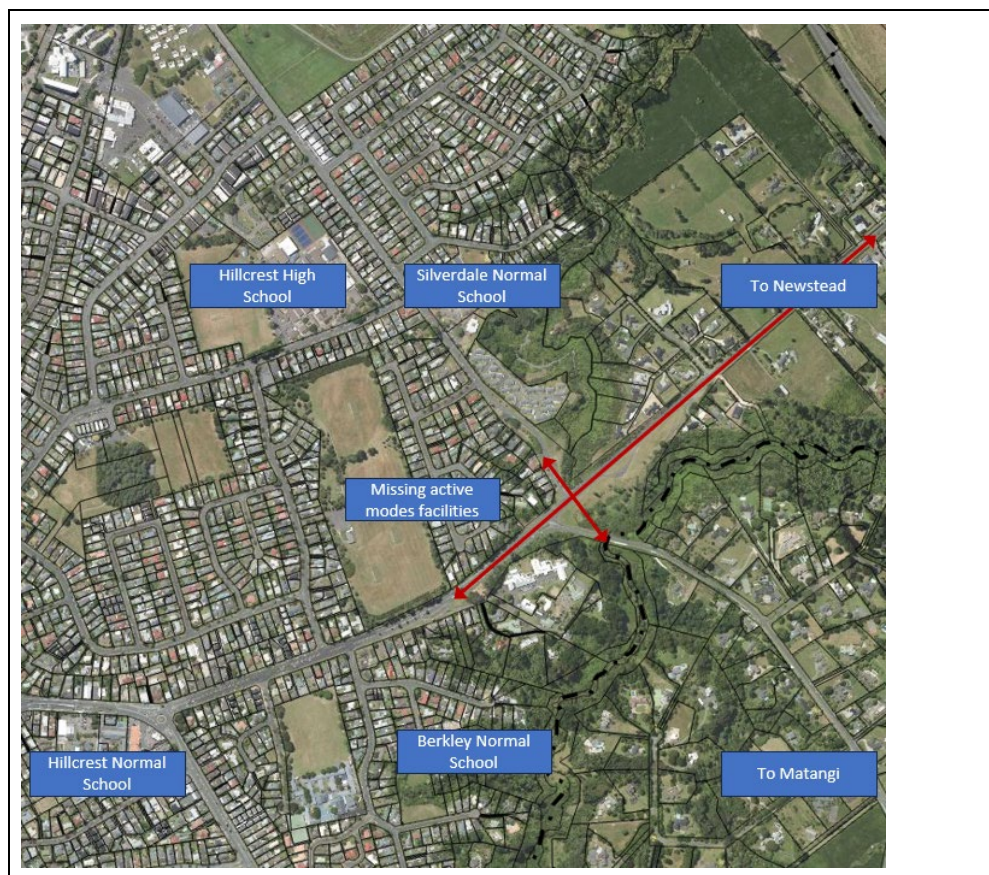 Hillcrest High
School
Silverdale Normal
School
To Newstead
Missing active
modes facilities
Hillcrest Normal
School
Berkley Normal
School
To Matangi